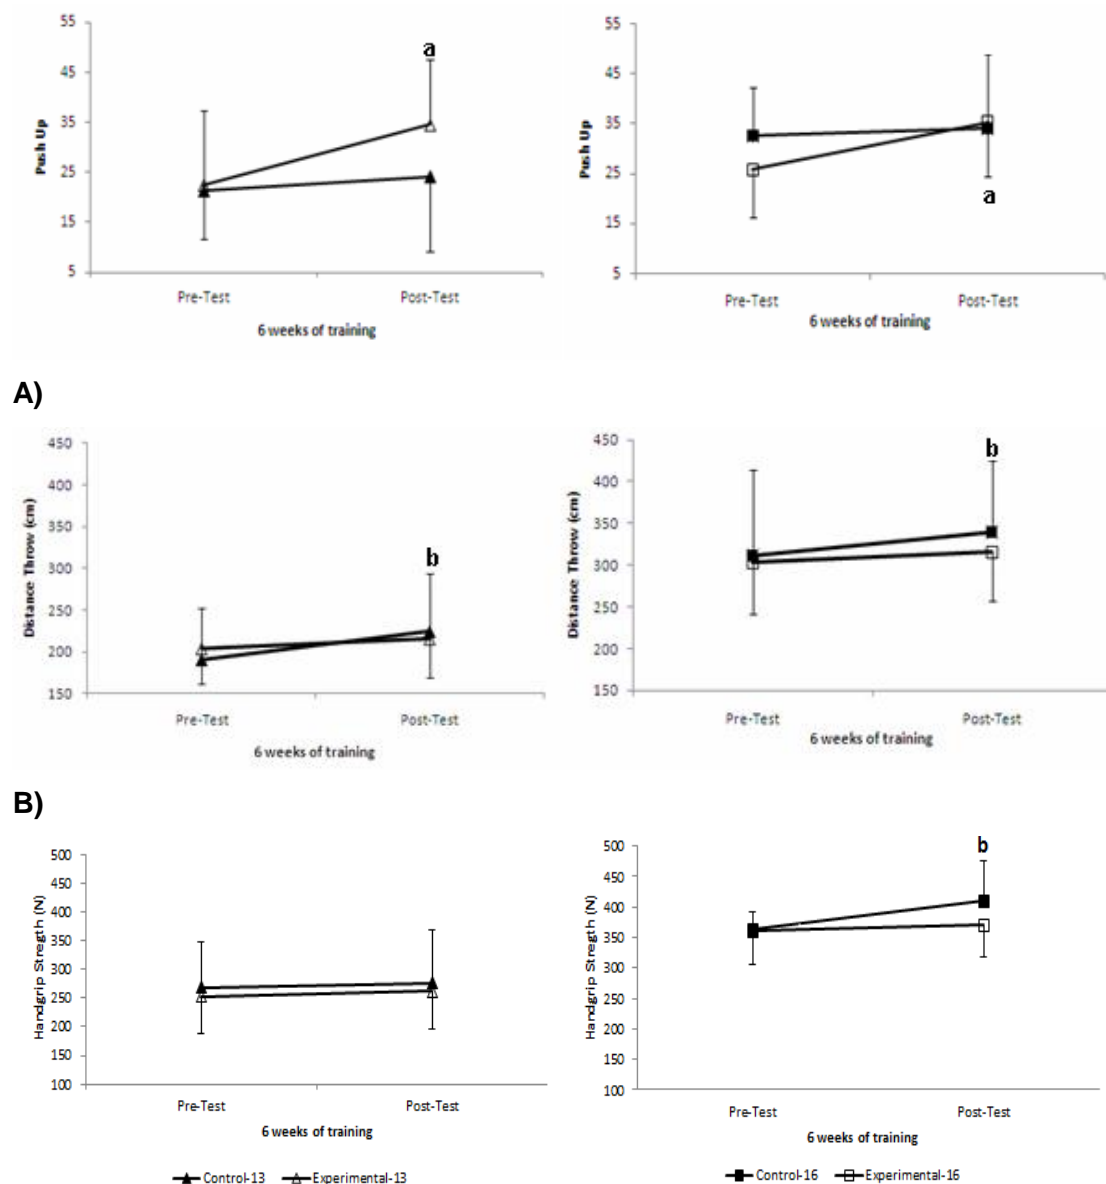 55
45
35
25
15
5
Push Up
a
Pre-Test
Post-Test
6 weeks of training
55
45
35
25
15
5
Push Up
a
Pre-Test
Post-Test
6 weeks of training
A)
450
400
350
300
250
200
150
Distance Throw (cm)
b
Pre-Test
Post-Test
6 weeks of training
450
400
350
300
250
200
150
Distance Throw (cm)
b
Pre-Test
Post-Test
6 weeks of training
B)
500
450
400
350
300
250
200
150
100
Handgrip Stregth (N)
Pre-Test
Post-Test
6 weeks of training
Control-13 Experimental-13
500
450
400
350
300
250
200
150
100
Handgrip Stregth (N)
b
Pre-Test
Post-Test
6 weeks of training
Control-16 Experimental-16